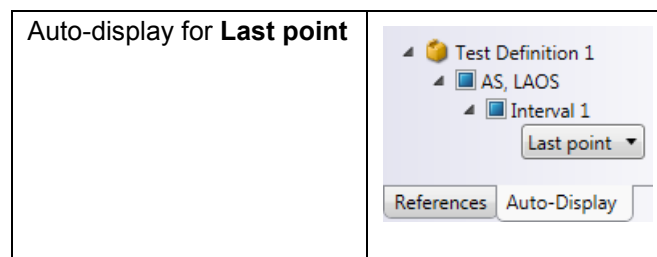 Auto-display for Last point
Test Definition 1
AS, LAOS
Interval 1
Last point
References Auto-Display